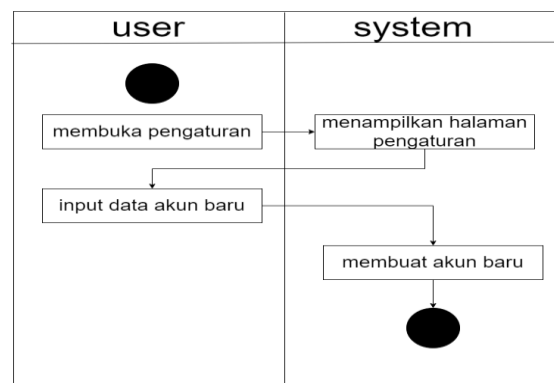 user
system
membuka pengaturan
menampilkan halaman
pengaturan
input data akun baru
membuat akun baru